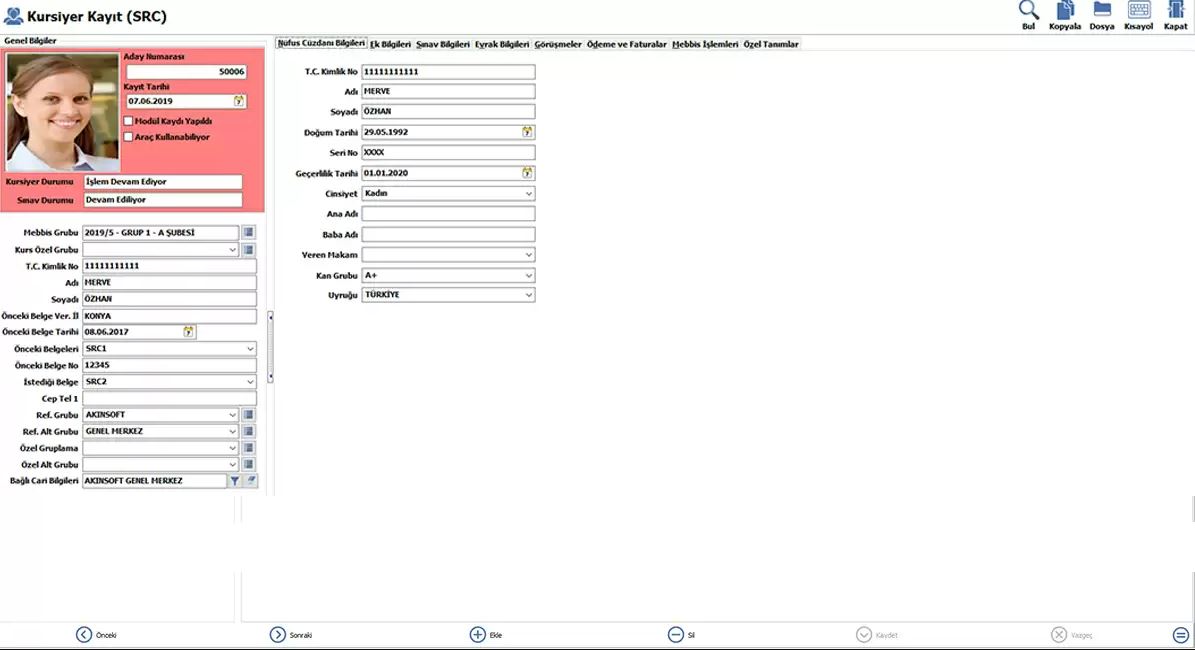 Kursiyer Kayıt (SRC)
Bul Kopyala Dosya Kısayol Kapat
Genel Bilgiler
Aday Numarası
50006
Kayıt Tarihi
07.06.2019
Modül Kaydı Yapıldı
Araç Kullanabiliyor
Kursiyer Durumu İşlem Devam Ediyor
Sınav Durumu Devam Ediliyor
Mebbis Grubu 2019/5 - GRUP 1 - A ŞUBESİ
Kurs Özel Grubu
T.C. Kimlik No 11111111111
Adı MERVE
Soyadı ÖZHAN
Önceki Belge Ver. İl KONYA
Önceki Belge Tarihi 08.06.2017
Önceki Belgeleri SRC1
Önceki Belge No 12345
İstediği Belge SRC2
Cep Tel 1
Ref. Grubu AKINSOFT
Ref. Alt Grubu GENEL MERKEZ
Özel Gruplama
Özel Alt Grubu
Bağlı Cari Bilgileri AKINSOFT GENEL MERKEZ
Nüfus Cüzdanı Bilgileri Ek Bilgileri Sınav Bilgileri Evrak Bilgileri Görüşmeler Ödeme ve Faturalar Mebbis İşlemleri Özel Tanımlar
T.C. Kimlik No 11111111111
Adı MERVE
Soyadı ÖZHAN
Doğum Tarihi 29.05.1992
Seri No XXXX
Geçerlilik Tarihi 01.01.2020
Cinsiyet Kadın
Ana Adı
Baba Adı
Veren Makam
Kan Grubu A+
Uyruğu TÜRKİYE
Önceki Sonraki Ekle Sil Kaydet Vazgeç